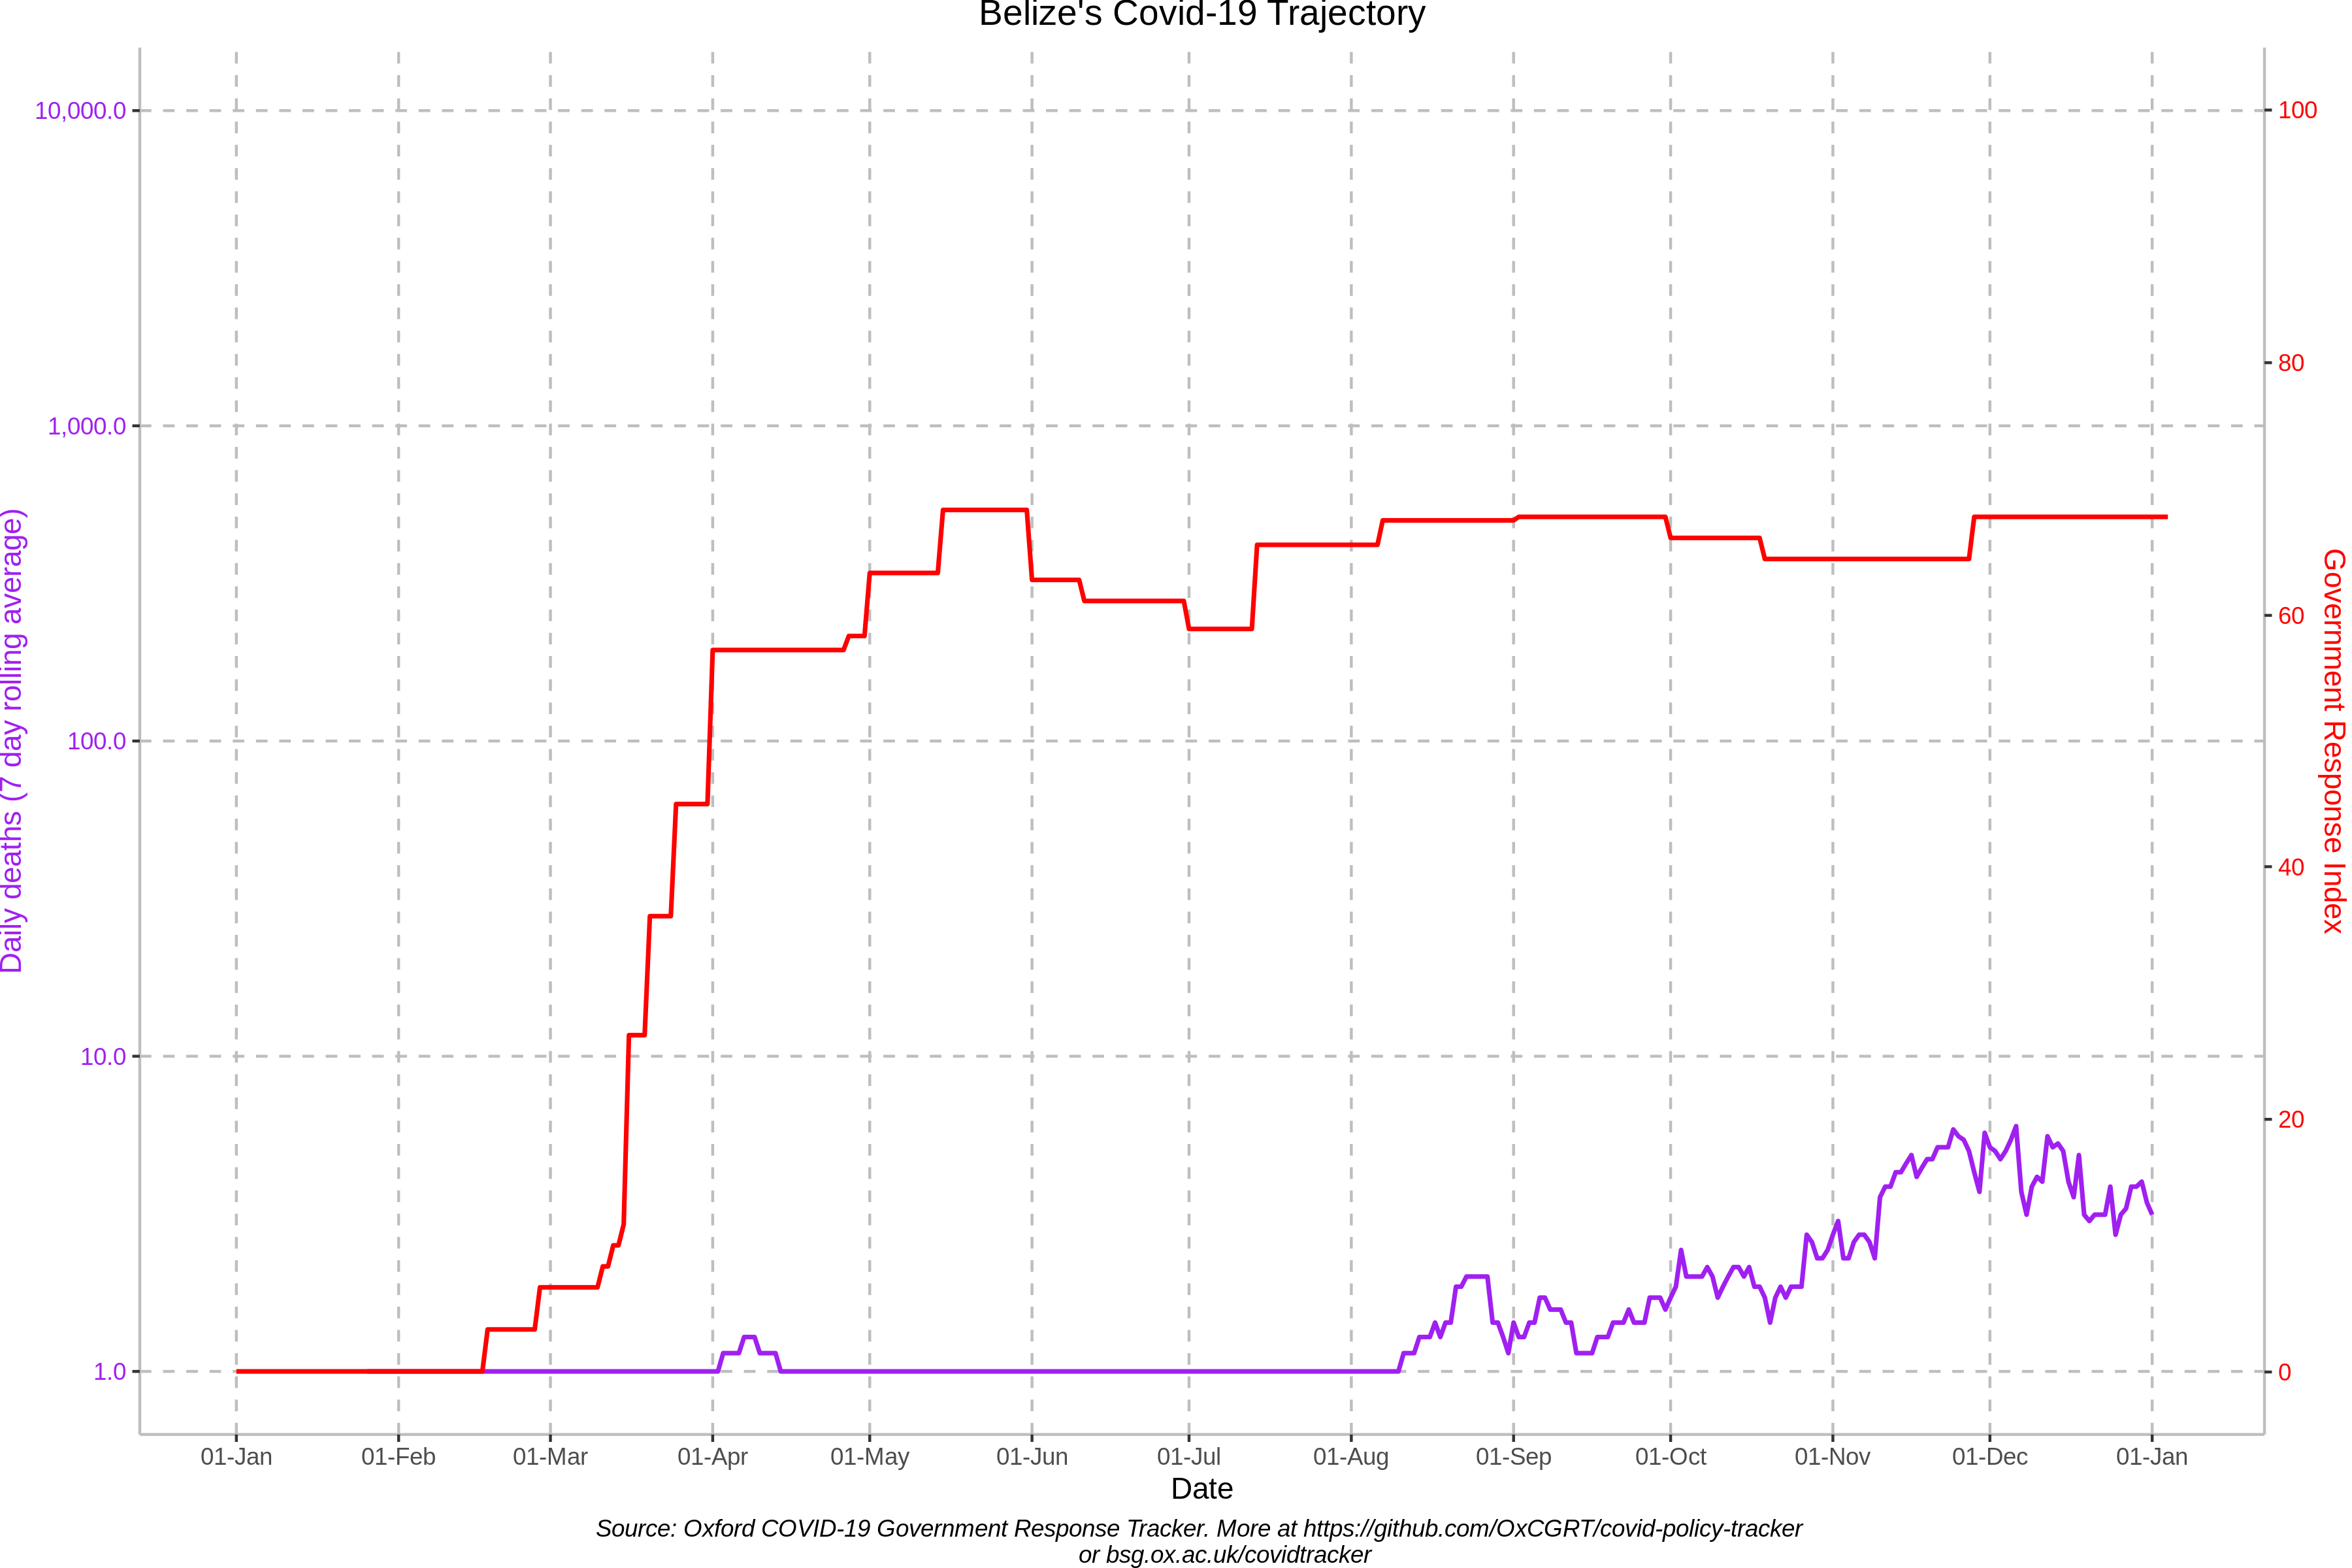 Belize's Covid-19 Trajectory
Daily deaths (7 day rolling average)
10,000.0
1,000.0
100.0
10.0
1.0
100
80
60
40
20
0
Government Response Index
01-Jan 01-Feb 01-Mar 01-Apr 01-May 01-Jun 01-Jul 01-Aug 01-Sep 01-Oct 01-Nov 01-Dec 01-Jan
Date
Source: Oxford COVID-19 Government Response Tracker. More at https://github.com/OxCGRT/covid-policy-tracker
or bsg.ox.ac.uk/covidtracker